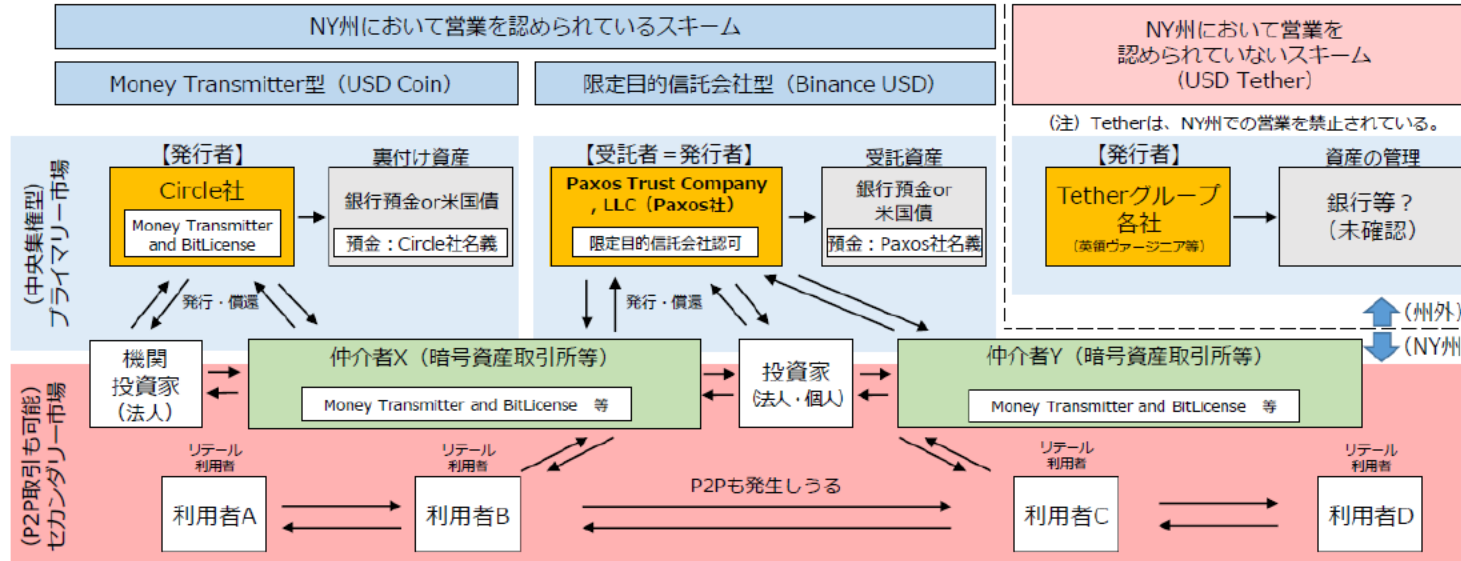 NY州において営業を認められているスキーム
NY州において営業を
認められていないスキーム
(USD Tether)
Money Transmitter型（USD Coin）
限定目的信託会社型（Binance USD）
（注）Tetherは、NY州での営業を禁止されている。
(中央集権型)
プライマリー市場
【発行者】
Circle社
Money Transmitter
and BitLicense
裏付け資産
銀行預金or米国債
預金：Circle社名義
【受託者＝発行者】
Paxos Trust Company
, LLC（Paxos社）
限定目的信託会社認可
受託資産
銀行預金or
米国債
預金：Paxos社名義
【発行者】
Tetherグループ
各社
（英領ヴァージニア等）
資産の管理
銀行等？
（未確認）
発行・償還
発行・償還
(州外)
(NY州
(P2P取引も可能)
セカンダリー市場
機関
投資家
（法人）
仲介者X（暗号資産取引所等）
Money Transmitter and BitLicense 等
投資家
(法人・個人)
仲介者Y（暗号資産取引所等）
Money Transmitter and BitLicense 等
リテール
利用者
利用者A
リテール
利用者
利用者B
P2Pも発生しうる
リテール
利用者
利用者C
リテール
利用者
利用者D